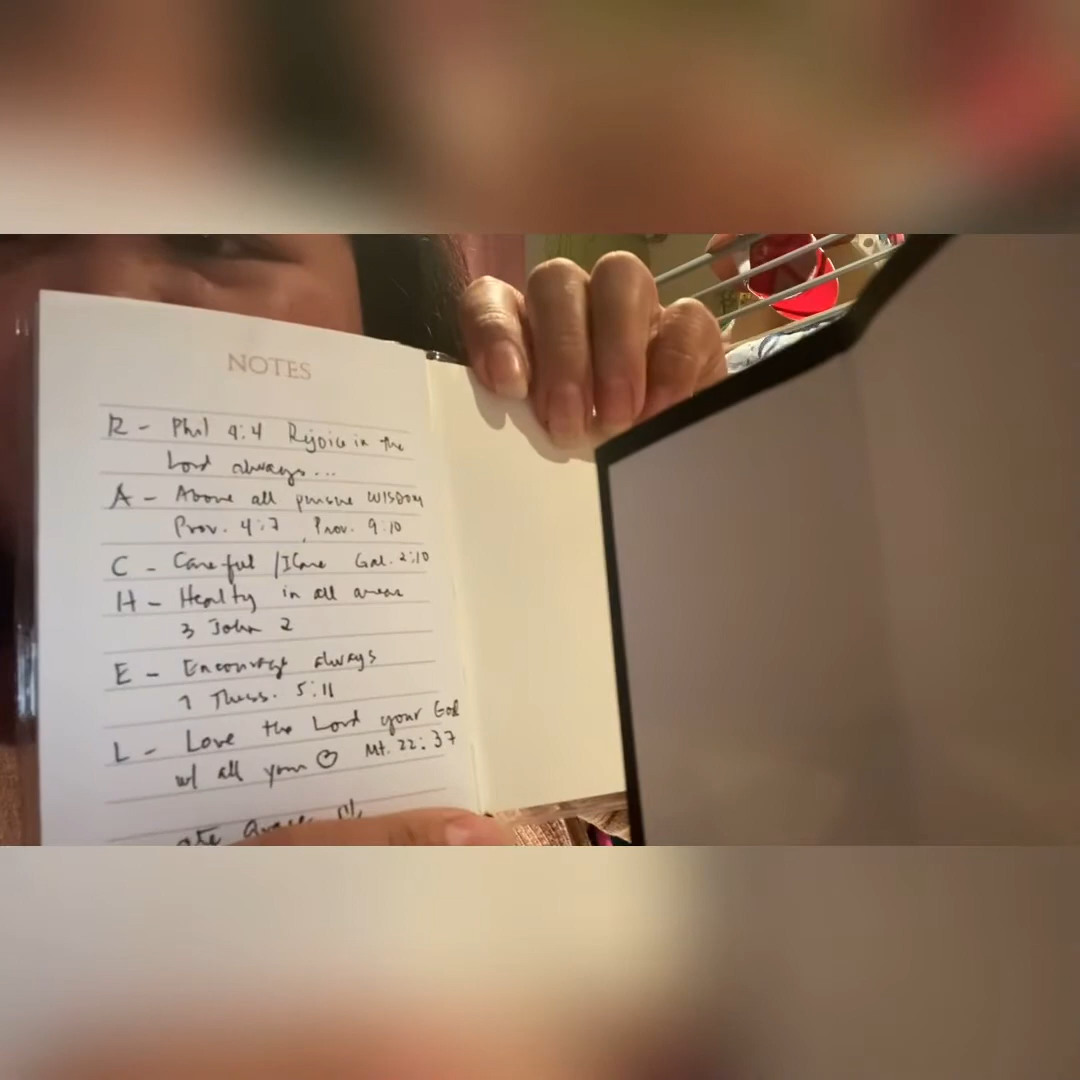 NOTES
R - Phil 4:4 Rejoice in the
Lord always...
A - Above all pursue WISDOM
Prov. 4:7, Prov. 9:10
C - Careful / I Care Gal. 2:10
H - Healty in all areas
3 John 2
E - Encourage always
1 Thess. 5:11
L - Love the Lord your God
w/ all your ♡ Mt. 22:37